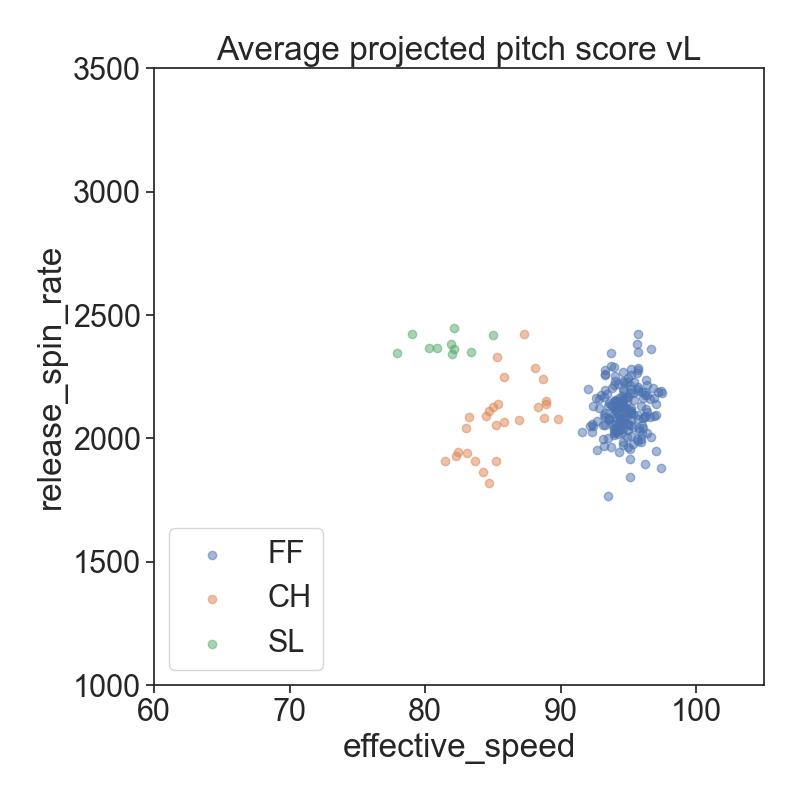 Average projected pitch score vL
3500
3000
2500
2000
1500
1000
release_spin_rate
FF
CH
SL
60
70
80
90
100
effective_speed